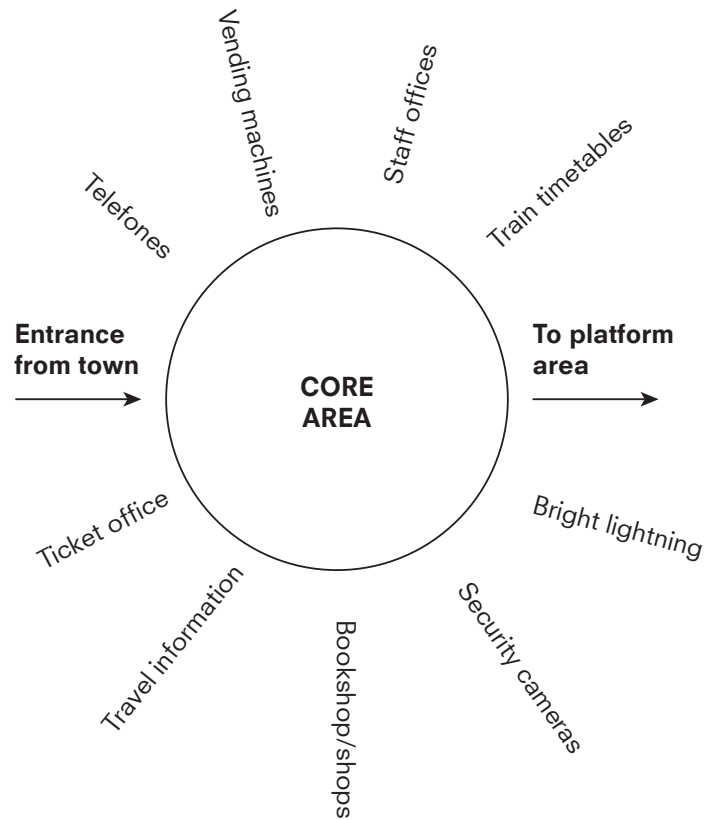 Vending machines
Staff offices
Telefones
Train timetables
Entrance
from town
To platform
area
CORE
AREA
Ticket office
Bright lightning
Travel information
Bookshop/shops
Security cameras